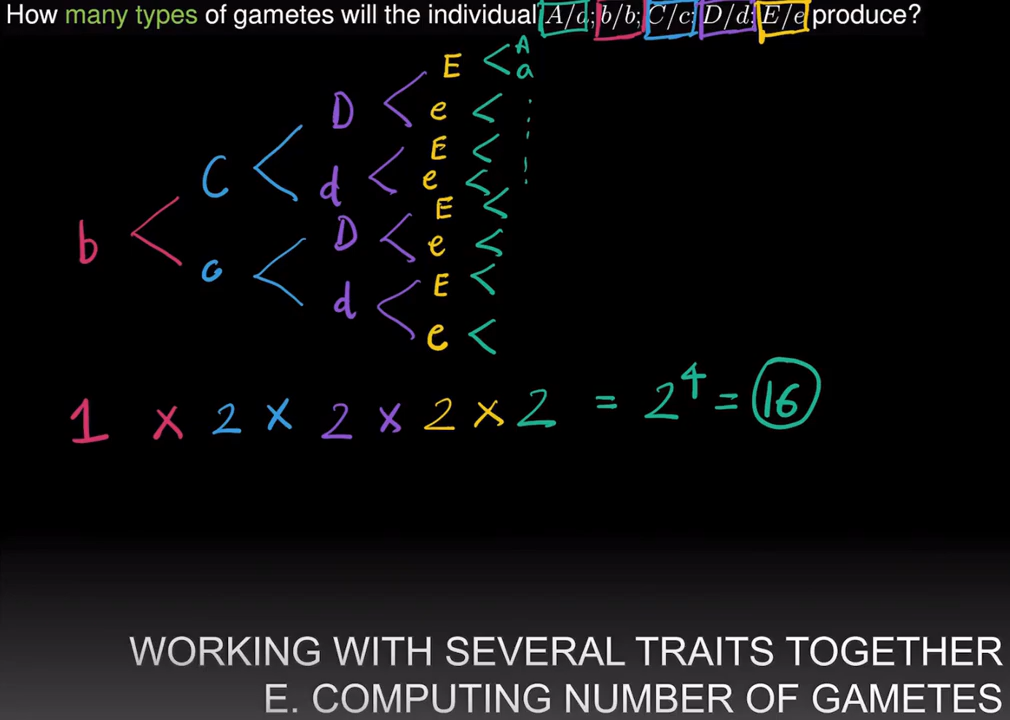 How many types of gametes will the individual A/a; b/b; C/c; D/d; E/e produce?
E < A
a
D < e <
E <
C < d < e <
E <
b < D < e <
c < E <
d < e <
1 × 2 × 2 × 2 × 2 = 2⁴ = 16
WORKING WITH SEVERAL TRAITS TOGETHER
E. COMPUTING NUMBER OF GAMETES